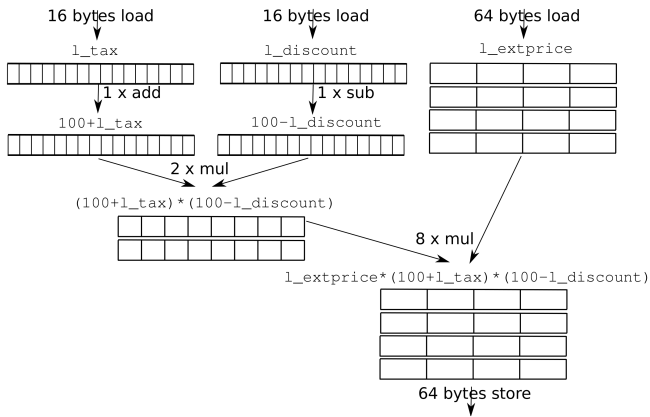 16 bytes load
16 bytes load
64 bytes load
l_tax
l_discount
l_extprice
1 x add
1 x sub
100+l_tax
100-l_discount
2 x mul
(100+l_tax)*(100-l_discount)
8 x mul
l_extprice*(100+l_tax)*(100-l_discount)
64 bytes store